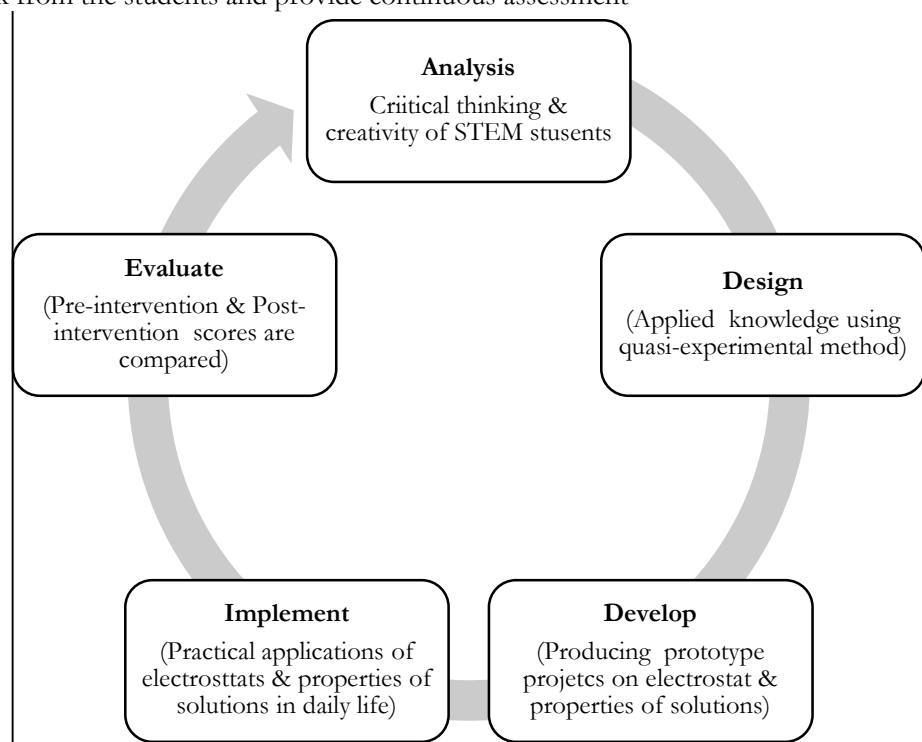 from the students and provide continuous assessment
Analysis
Criitical thinking &
creativity of STEM stusents
Design
(Applied knowledge using
quasi-experimental method)
Develop
(Producing prototype
projetcs on electrostat &
properties of solutions)
Implement
(Practical applications of
electrosttats & properties of
solutions in daily life)
Evaluate
(Pre-intervention & Post-
intervention scores are
compared)